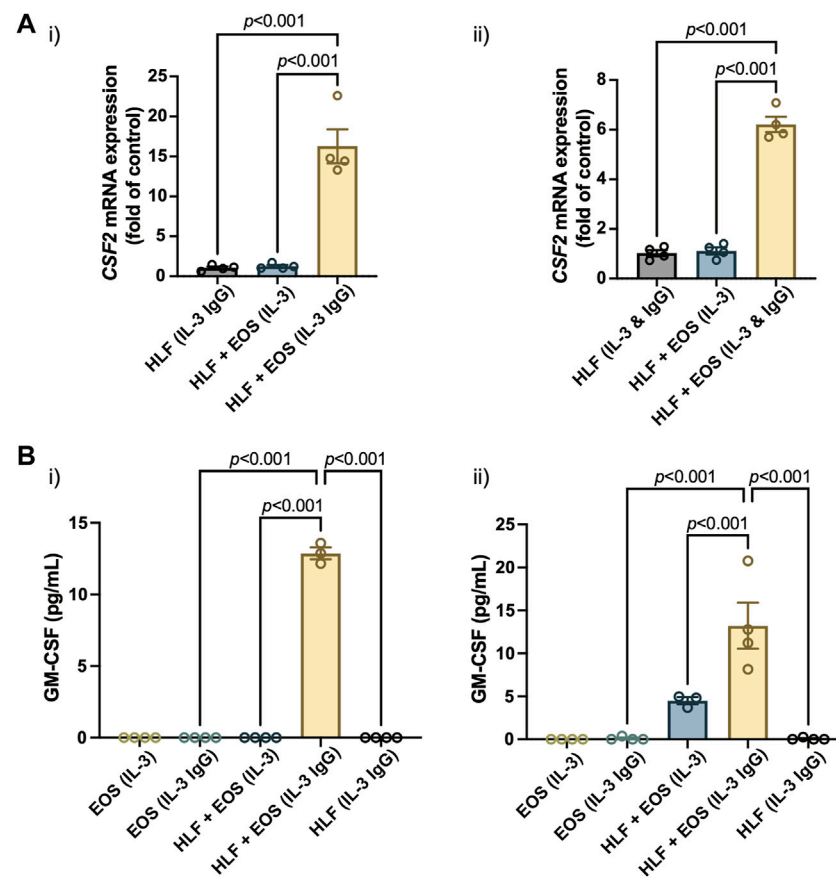 A
i)
p<0.001
p<0.001
CSF2 mRNA expression
(fold of control)
25
20
15
10
5
0
HLF (IL-3 IgG)
HLF + EOS (IL-3)
HLF + EOS (IL-3 IgG)
ii)
p<0.001
p<0.001
CSF2 mRNA expression
(fold of control)
8
6
4
2
0
HLF (IL-3 & IgG)
HLF + EOS (IL-3)
HLF + EOS (IL-3 & IgG)
B
i)
p<0.001
p<0.001
p<0.001
GM-CSF (pg/mL)
15
10
5
0
EOS (IL-3)
EOS (IL-3 IgG)
HLF + EOS (IL-3)
HLF + EOS (IL-3 IgG)
HLF (IL-3 IgG)
ii)
p<0.001
p<0.001
p<0.001
GM-CSF (pg/mL)
25
20
15
10
5
0
EOS (IL-3)
EOS (IL-3 IgG)
HLF + EOS (IL-3)
HLF + EOS (IL-3 IgG)
HLF (IL-3 IgG)